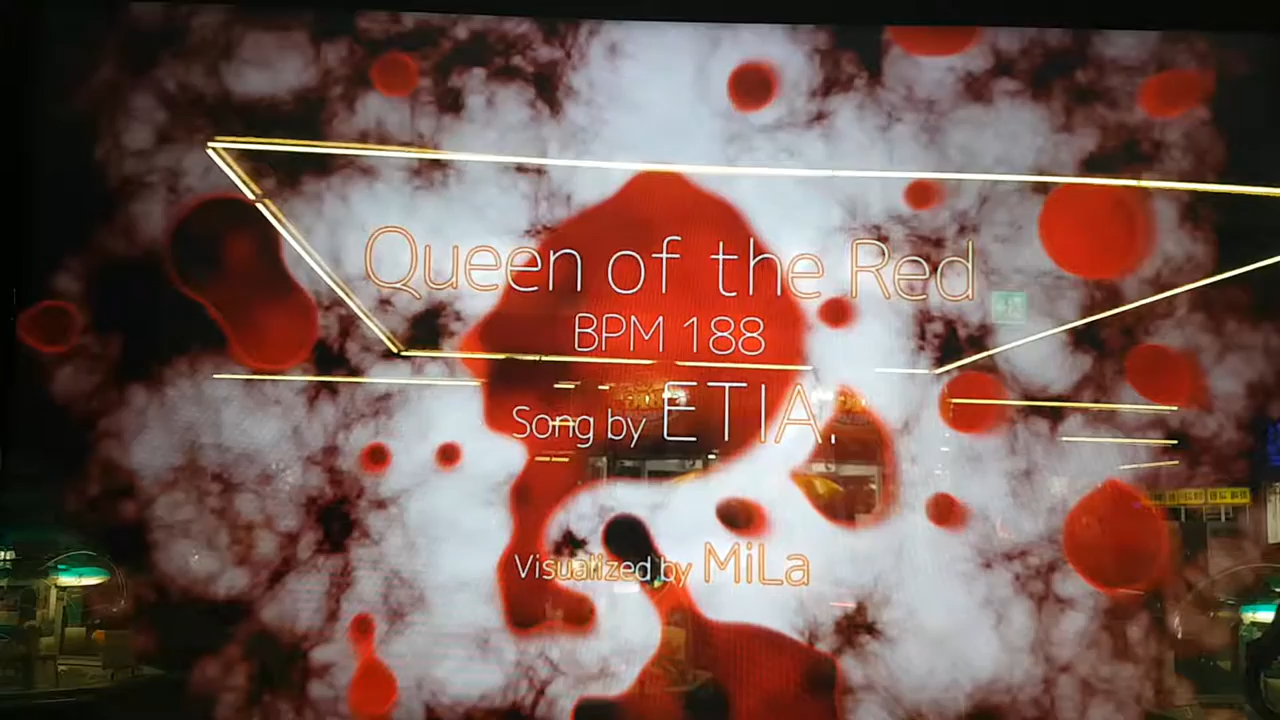 Queen of the Red
BPM 188
Song by ETIA.
Visualized by MiLa